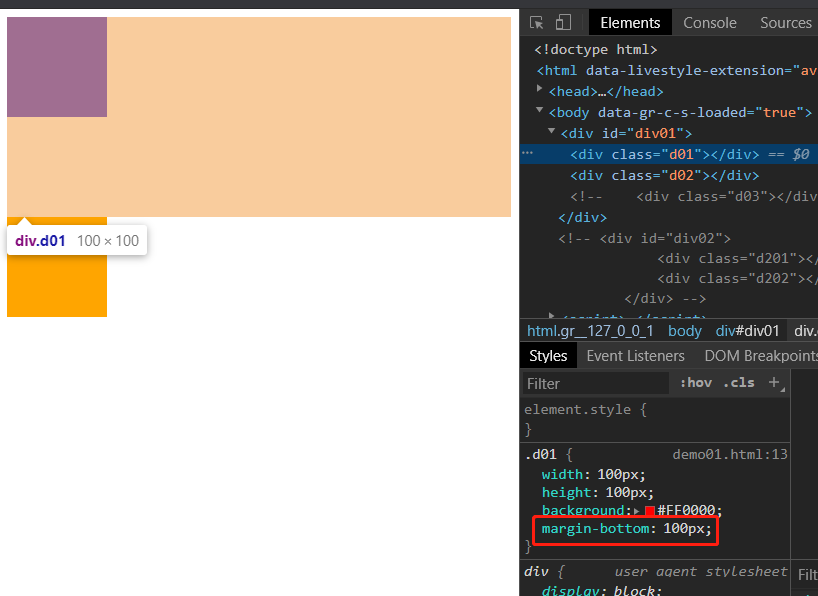 Elements Console Sources
<!doctype html>
<html data-livestyle-extension="av
<head>…</head>
<body data-gr-c-s-loaded="true">
<div id="div01">
… <div class="d01"></div> == $0
<div class="d02"></div>
<!-- <div class="d03"></div
</div>
<!-- <div id="div02">
<div class="d201"></
<div class="d202"></
</div> -->
<script> </script>
div.d01 100 × 100
html.gr__127_0_0_1 body div#div01 div.
Styles Event Listeners DOM Breakpoints
Filter :hov .cls +
element.style {
}
.d01 { demo01.html:13
width: 100px;
height: 100px;
background: #FF0000;
margin-bottom: 100px;
}
div { user agent stylesheet
display: block;
Filt